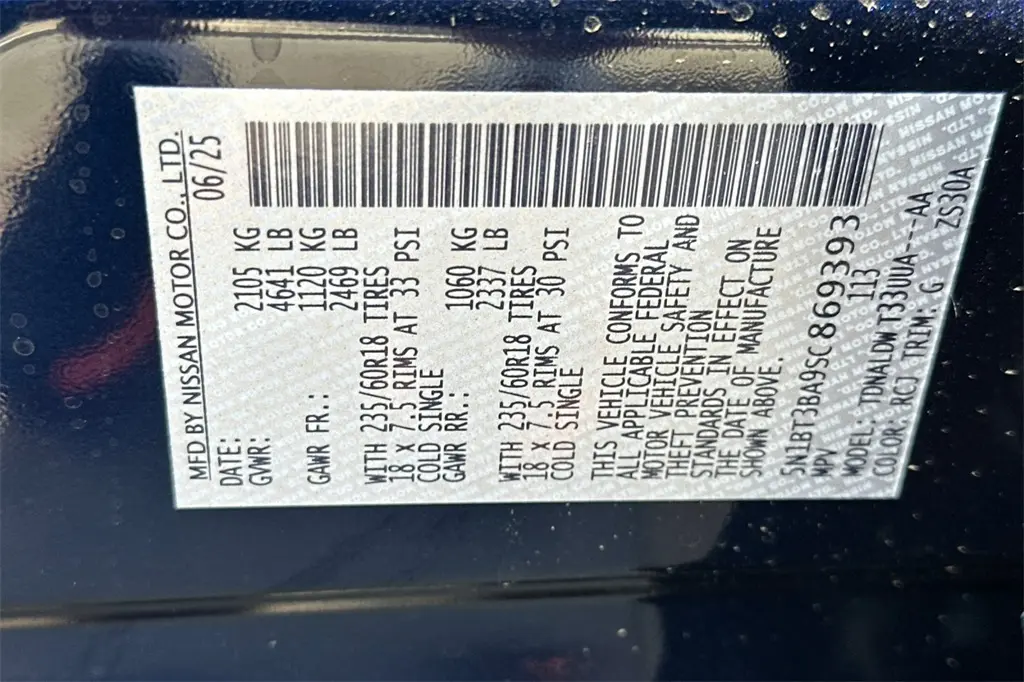 MFD BY NISSAN MOTOR CO., LTD.
DATE: 06/25
GVWR: 2105 KG
4641 LB
GAWR FR.: 1120 KG
2469 LB
WITH 235/60R18 TIRES
18 X 7.5 RIMS AT 33 PSI
COLD SINGLE
GAWR RR.: 1060 KG
2337 LB
WITH 235/60R18 TIRES
18 X 7.5 RIMS AT 30 PSI
COLD SINGLE
THIS VEHICLE CONFORMS TO
ALL APPLICABLE FEDERAL
MOTOR VEHICLE SAFETY AND
THEFT PREVENTION
STANDARDS IN EFFECT ON
THE DATE OF MANUFACTURE
SHOWN ABOVE.
5N1BT3BA9SC869393
MPV 113
MODEL: TDNALDWT33UUA---AA
COLOR: RCJ TRIM: G ZS30A